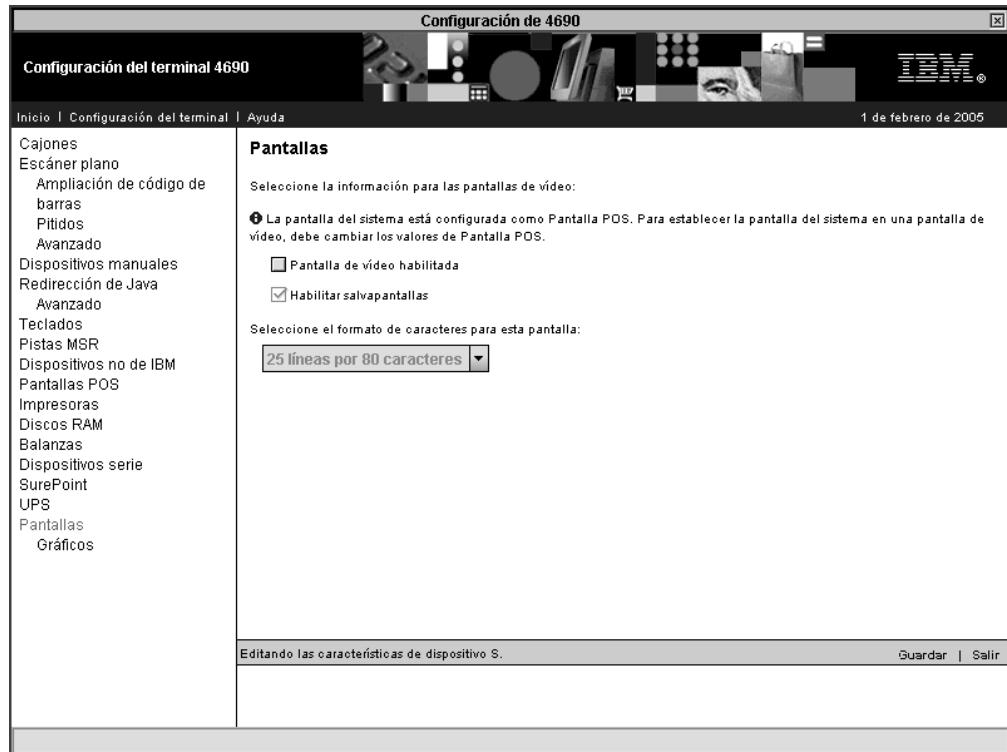 Configuración de 4690
Configuración del terminal 4690
IBM®
Inicio | Configuración del terminal | Ayuda
1 de febrero de 2005
Cajones
Escáner plano
Ampliación de código de
barras
Pitidos
Avanzado
Dispositivos manuales
Redirección de Java
Avanzado
Teclados
Pistas MSR
Dispositivos no de IBM
Pantallas POS
Impresoras
Discos RAM
Balanzas
Dispositivos serie
SurePoint
UPS
Pantallas
Gráficos
Pantallas
Seleccione la información para las pantallas de vídeo:
La pantalla del sistema está configurada como Pantalla POS. Para establecer la pantalla del sistema en una pantalla de
vídeo, debe cambiar los valores de Pantalla POS.
Pantalla de vídeo habilitada
Habilitar salvapantallas
Seleccione el formato de caracteres para esta pantalla:
25 líneas por 80 caracteres
Editando las características de dispositivo S.
Guardar | Salir